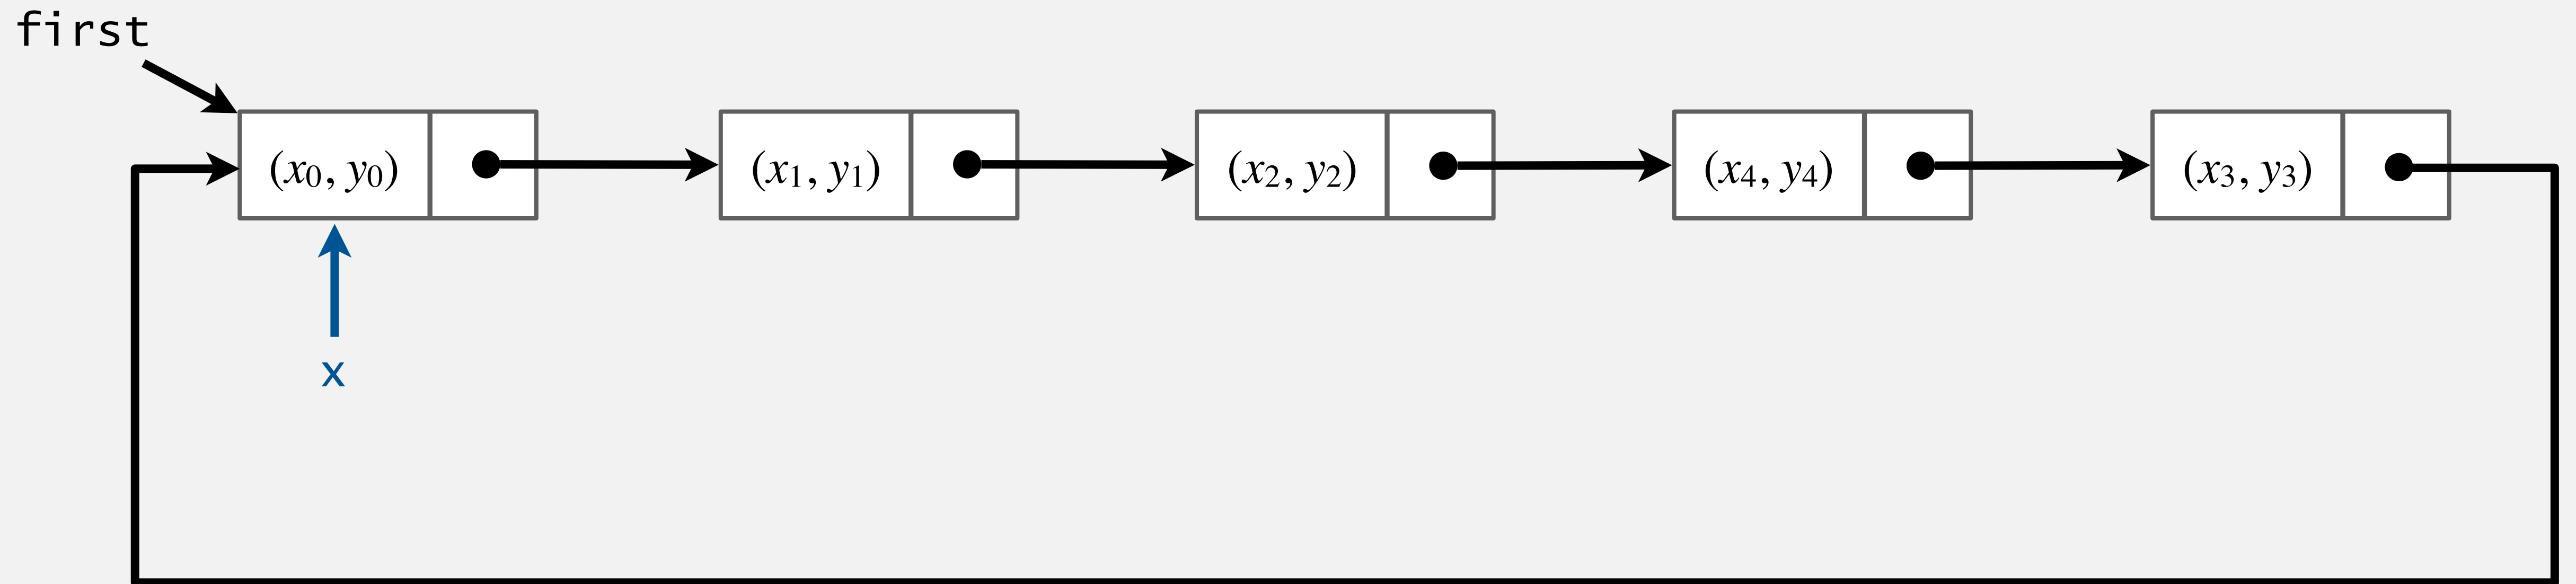 first
(x₀, y₀) (x₁, y₁) (x₂, y₂) (x₄, y₄) (x₃, y₃)
x